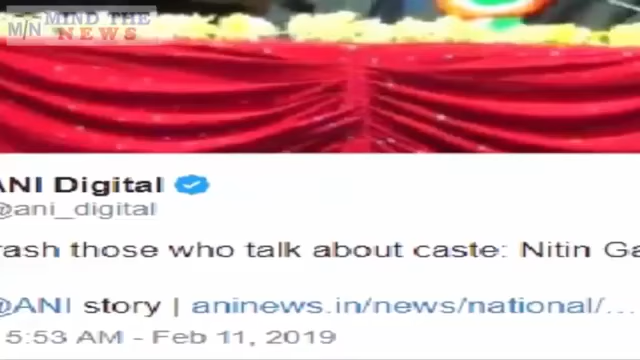 M/N MIND THE
NEWS
ANI Digital
@ani_digital
rash those who talk about caste: Nitin Ga
@ANI story | aninews.in/news/national/...
5:53 AM - Feb 11, 2019